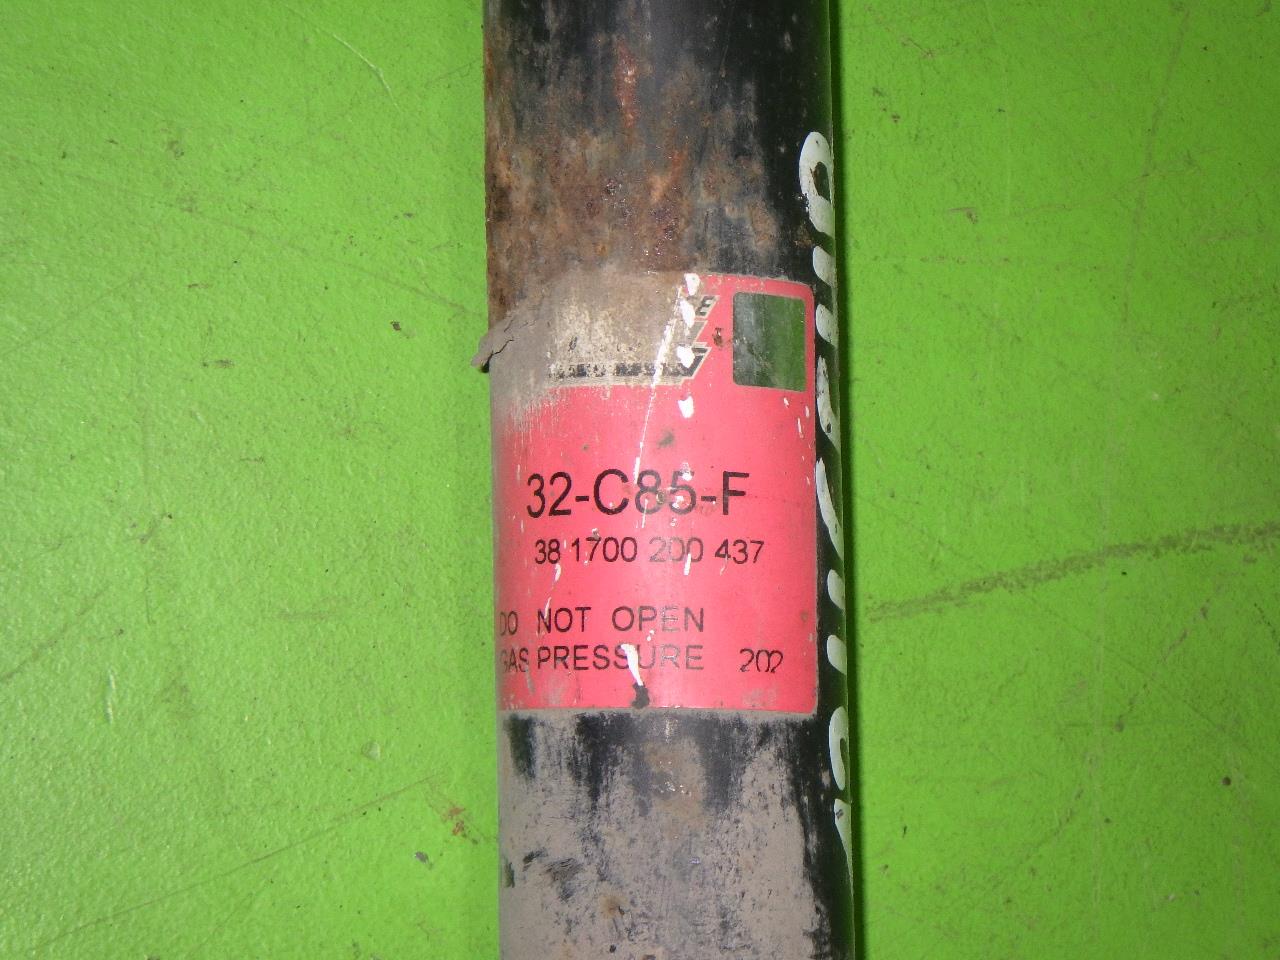 32-C85-F
38 1700 200 437
DO NOT OPEN
GAS PRESSURE 202